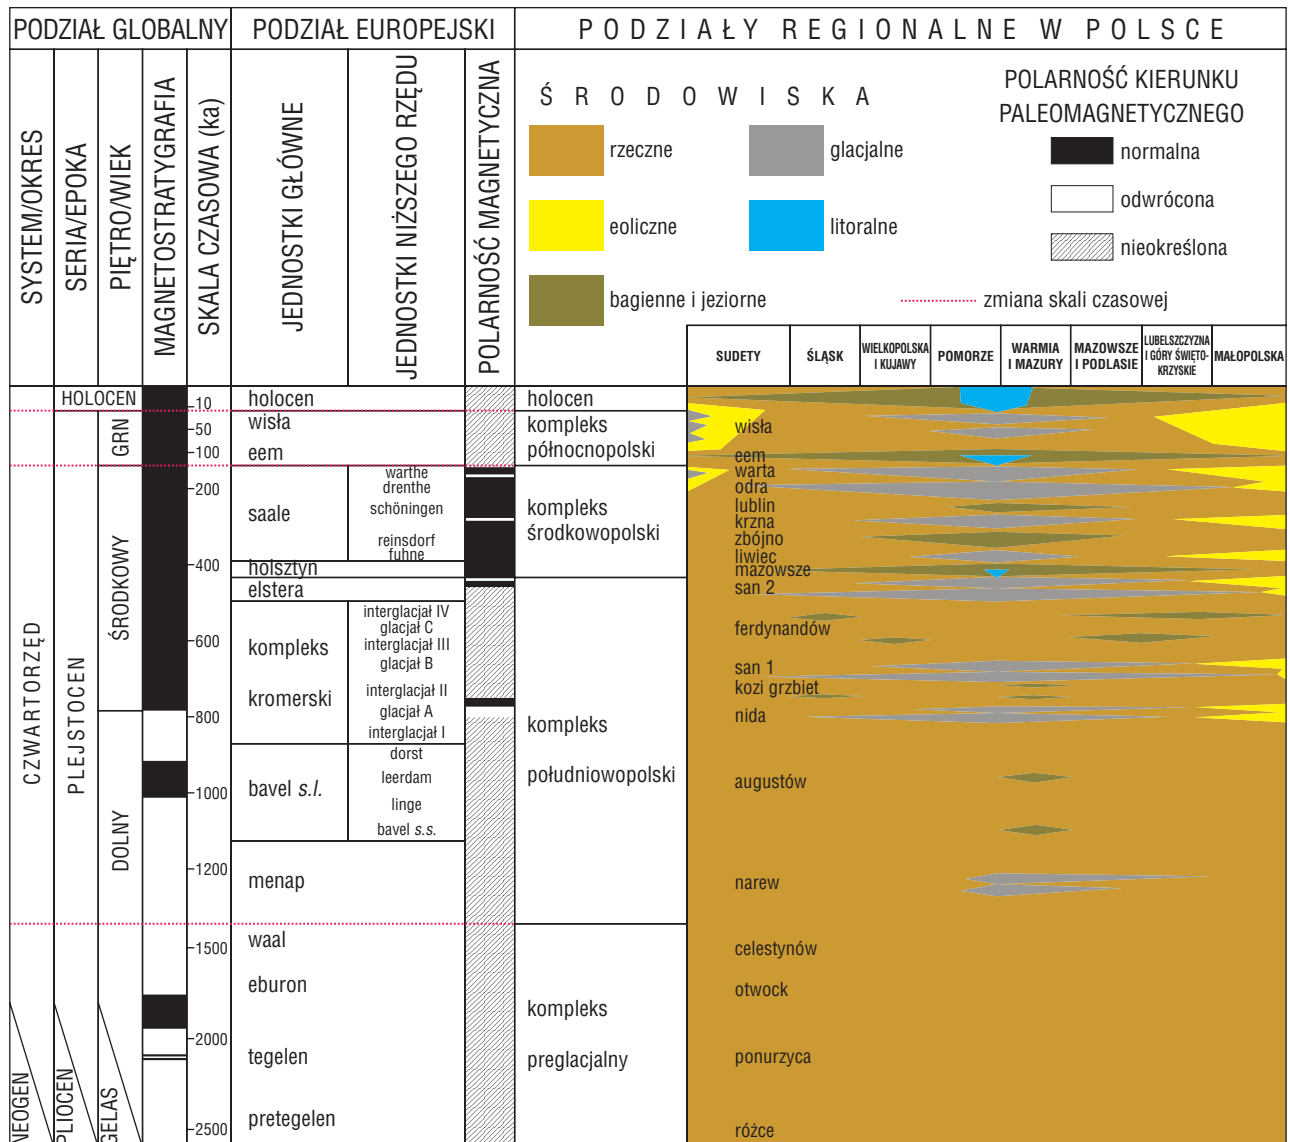 PODZIAŁ GLOBALNY
PODZIAŁ EUROPEJSKI
PODZIAŁY REGIONALNE W POLSCE
SYSTEM/OKRES
SERIA/EPOKA
PIĘTRO/WIEK
MAGNETOSTRATYGRAFIA
SKALA CZASOWA (ka)
JEDNOSTKI GŁÓWNE
JEDNOSTKI NIŻSZEGO RZĘDU
POLARNOŚĆ MAGNETYCZNA
ŚRODOWISKA
rzeczne
glacjalne
eoliczne
litoralne
bagienne i jeziorne
POLARNOŚĆ KIERUNKU
PALEOMAGNETYCZNEGO
normalna
odwrócona
nieokreślona
zmiana skali czasowej
SUDETY
ŚLĄSK
WIELKOPOLSKA
I KUJAWY
POMORZE
WARMIA
I MAZURY
MAZOWSZE
I PODLASIE
LUBELSZCZYZNA
I GÓRY ŚWIĘTO-
KRZYSKIE
MAŁOPOLSKA
CZWARTORZĘD
NEOGEN
HOLOCEN
PLEJSTOCEN
PLIOCEN
GRN
ŚRODKOWY
DOLNY
GELAS
10
50
100
200
400
600
800
1000
1200
1500
2000
2500
holocen
wisła
eem
saale
holsztyn
elstera
kompleks
kromerski
bavel s.l.
menap
waal
eburon
tegelen
pretegelen
warthe
drenthe
schöningen
reinsdorf
fuhne
interglacjał IV
glacjał C
interglacjał III
glacjał B
interglacjał II
glacjał A
interglacjał I
dorst
leerdam
linge
bavel s.s.
holocen
kompleks
północnopolski
kompleks
środkowopolski
kompleks
południowopolski
kompleks
preglacjalny
wisła
eem
warta
odra
lublin
krzna
zbójno
liwiec
mazowsze
san 2
ferdynandów
san 1
kozi grzbiet
nida
augustów
narew
celestynów
otwock
ponurzyca
różce